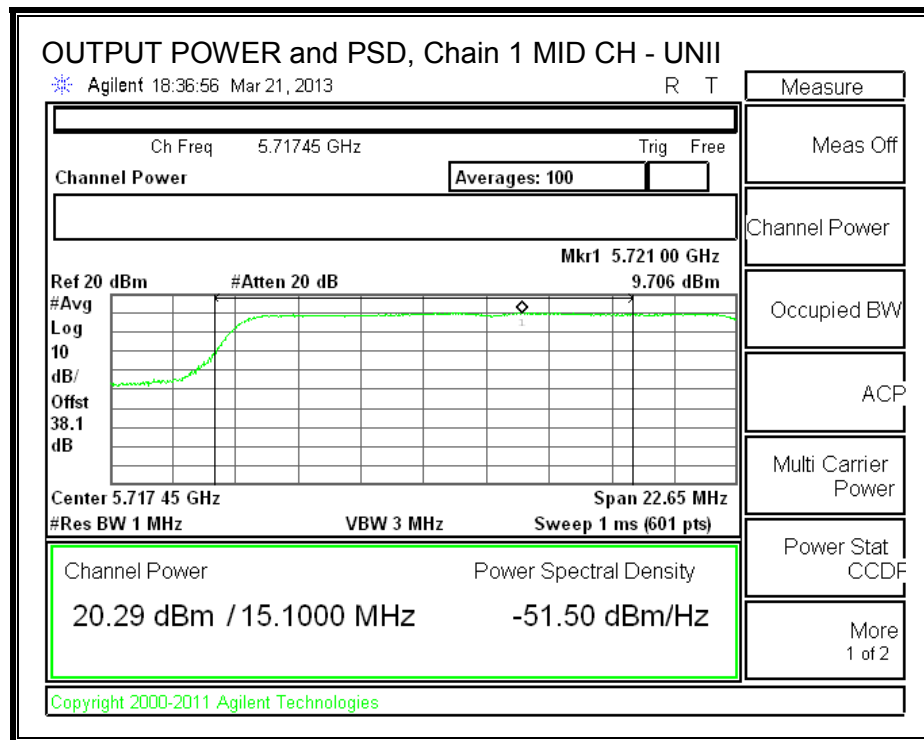 OUTPUT POWER and PSD, Chain 1 MID CH - UNII
Agilent 18:36:56 Mar 21, 2013 R T
Measure
Ch Freq 5.71745 GHz Trig Free
Channel Power Averages: 100
Mkr1 5.721 00 GHz
Ref 20 dBm #Atten 20 dB 9.706 dBm
#Avg
Log
10
dB/
Offst
38.1
dB
1
Center 5.717 45 GHz Span 22.65 MHz
#Res BW 1 MHz VBW 3 MHz Sweep 1 ms (601 pts)
Channel Power Power Spectral Density
20.29 dBm / 15.1000 MHz -51.50 dBm/Hz
Copyright 2000-2011 Agilent Technologies
Meas Off
Channel Power
Occupied BW
ACP
Multi Carrier
Power
Power Stat
CCDF
More
1 of 2